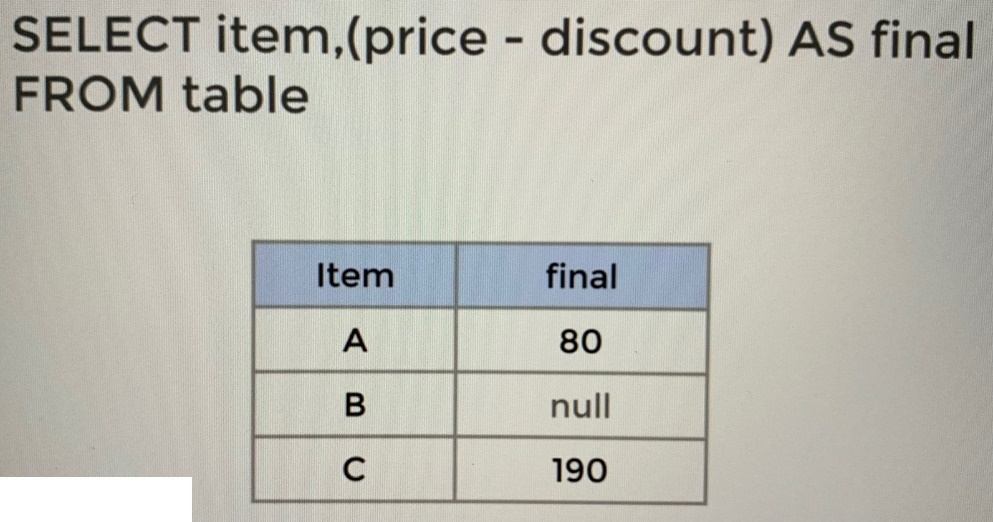 SELECT item,(price - discount) AS final
FROM table
Item final
A 80
B null
C 190